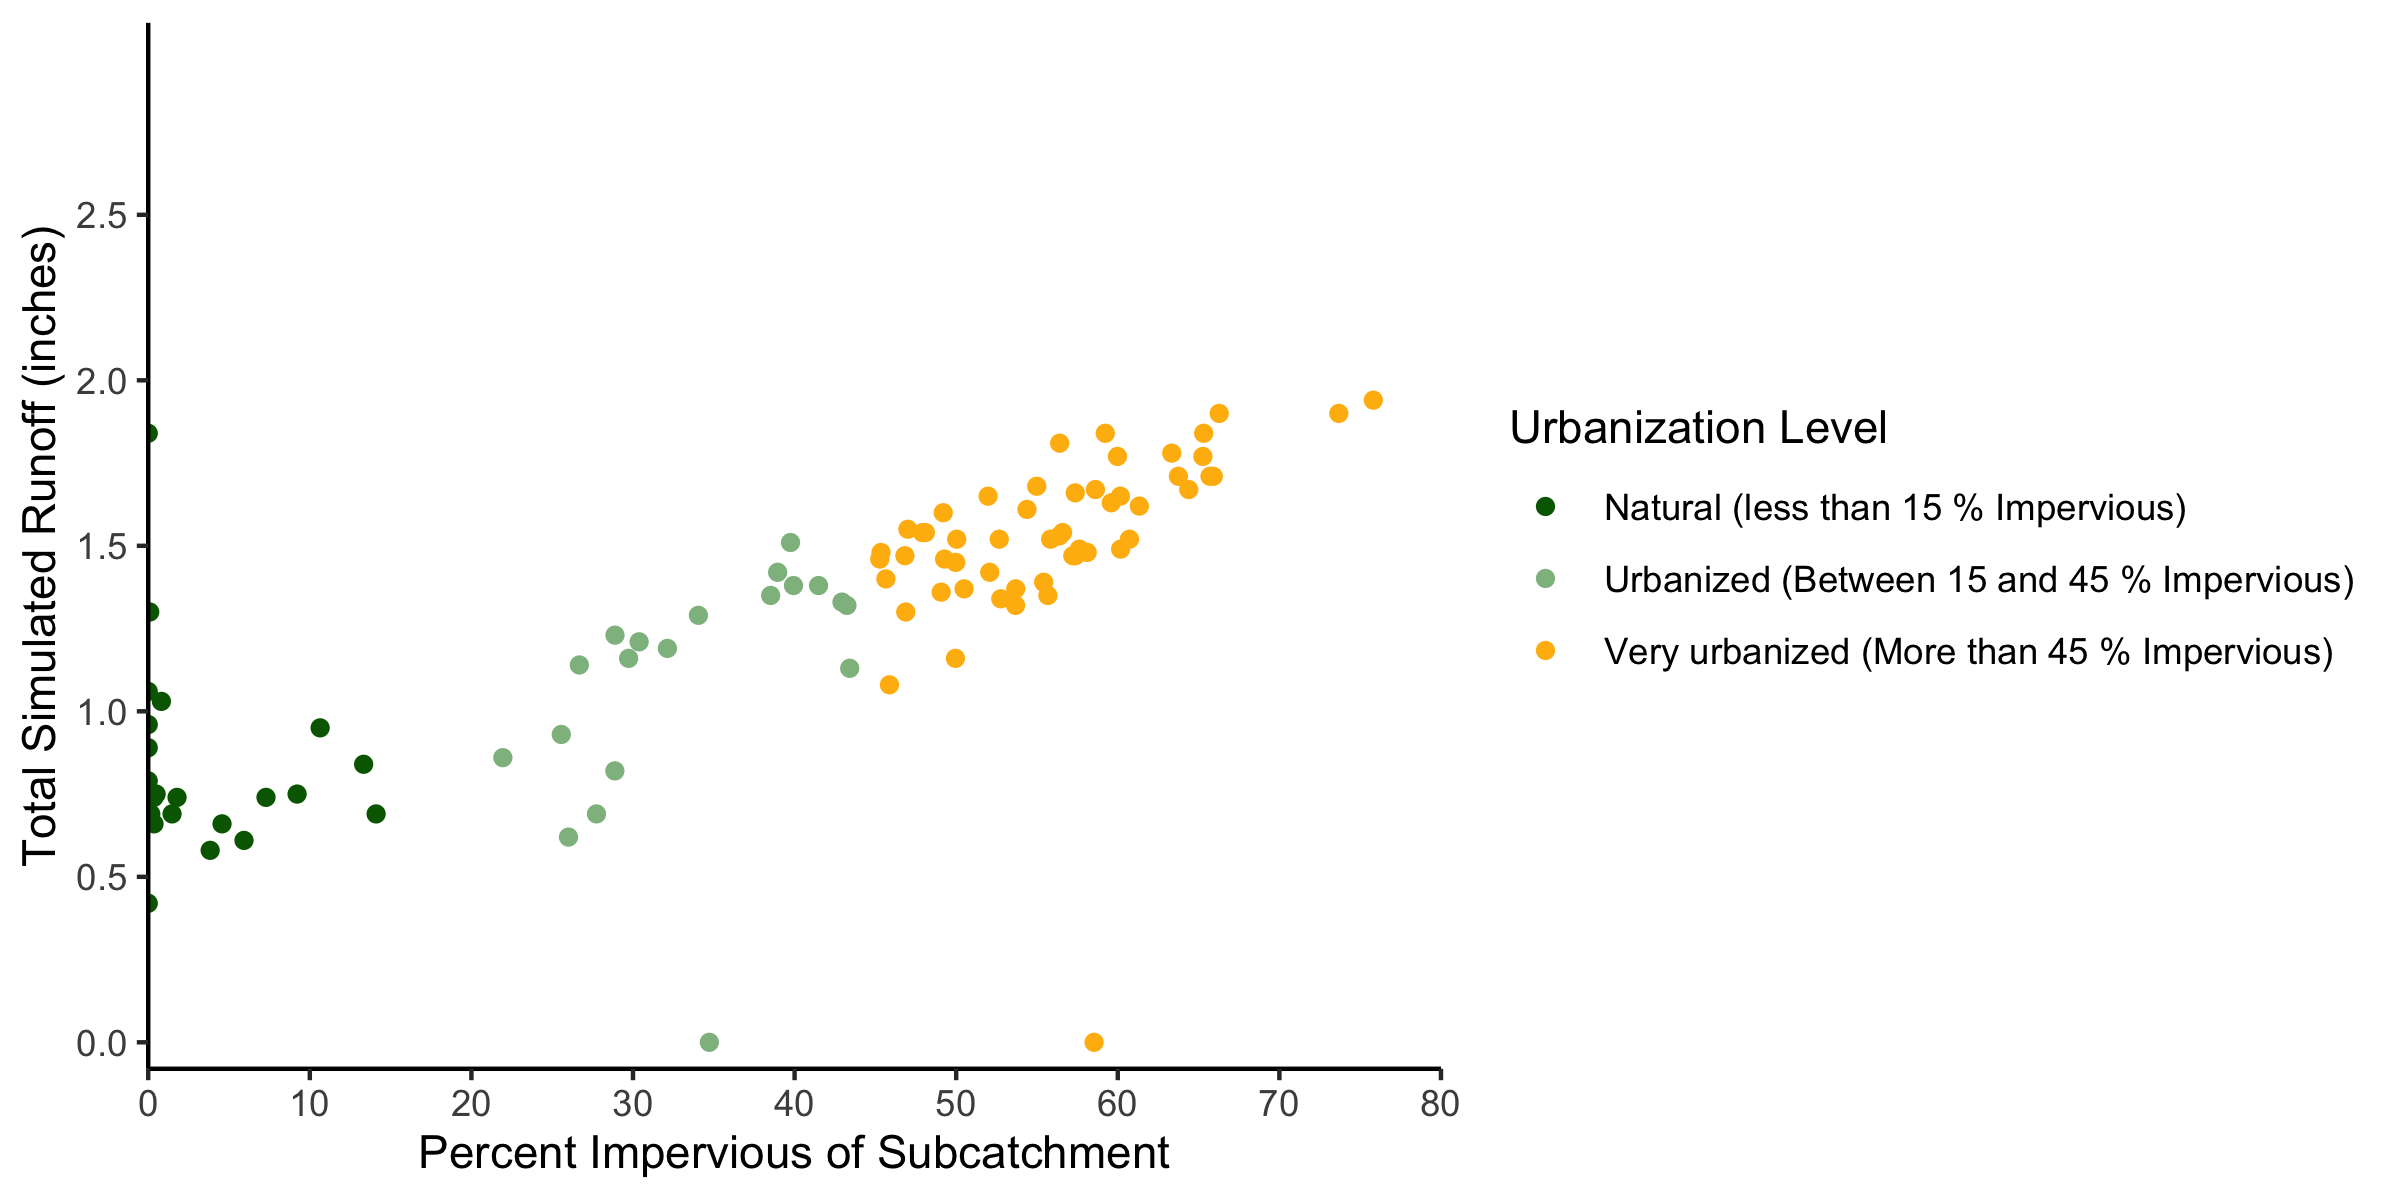 Total Simulated Runoff (inches)
2.5
2.0
1.5
1.0
0.5
0.0
0 10 20 30 40 50 60 70 80
Percent Impervious of Subcatchment
Urbanization Level
Natural (less than 15 % Impervious)
Urbanized (Between 15 and 45 % Impervious)
Very urbanized (More than 45 % Impervious)